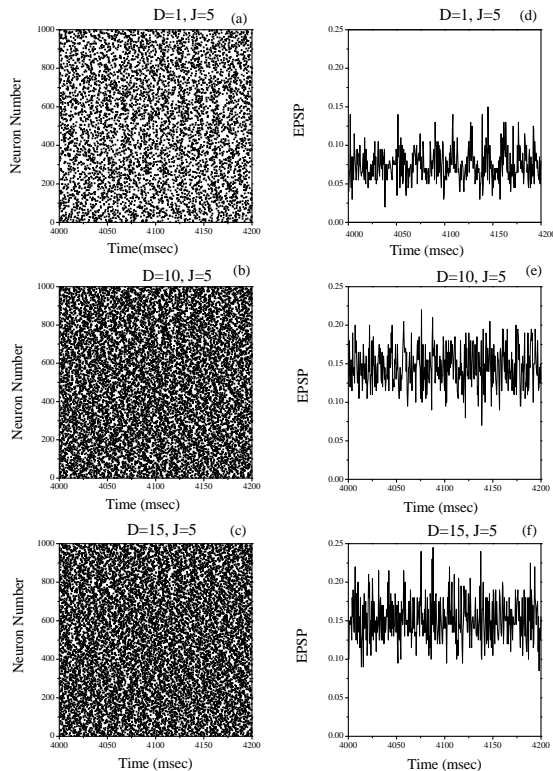 D=1, J=5
(a)
Neuron Number
1000
800
600
400
200
0
4000
4050
4100
4150
4200
Time(msec)
D=1, J=5
(d)
EPSP
0.25
0.20
0.15
0.10
0.05
0.00
4000
4050
4100
4150
4200
Time (msec)
D=10, J=5
(b)
Neuron Number
1000
800
600
400
200
0
4000
4050
4100
4150
4200
Time (msec)
D=10, J=5
(e)
EPSP
0.25
0.20
0.15
0.10
0.05
0.00
4000
4050
4100
4150
4200
Time (msec)
D=15, J=5
(c)
Neuron Number
1000
800
600
400
200
0
4000
4050
4100
4150
4200
Time (msec)
D=15, J=5
(f)
EPSP
0.25
0.20
0.15
0.10
0.05
0.00
4000
4050
4100
4150
4200
Time (msec)